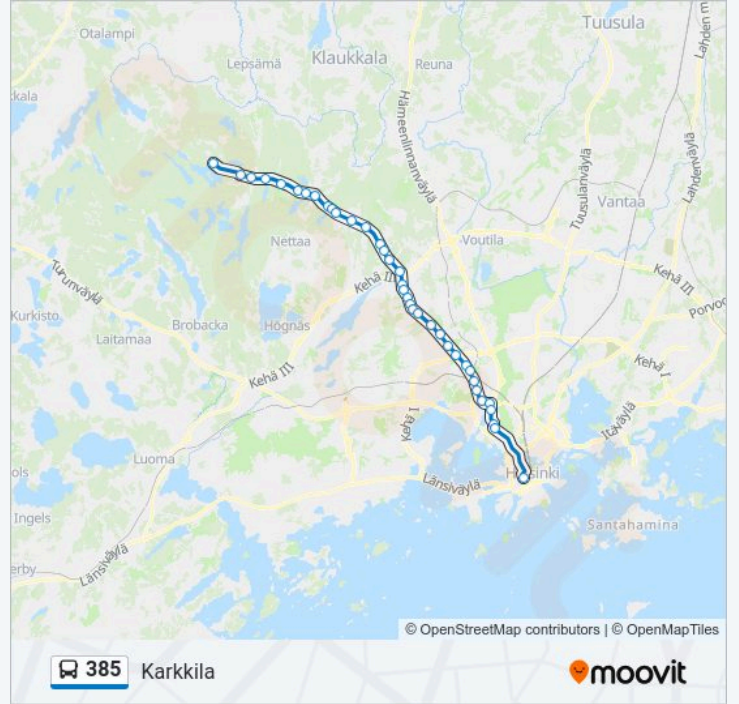 Otalampi
Tuusula
Lahden m
Lepsämä
Klaukkala
Reuna
kkala
Hämeenlinnanväylä
Tuusulanväylä
Lahdenväylä
Vantaa
Nettaa
Voutila
Turunväylä
Kehä III
Kehä III
Kurkisto
Brobacka
Högnäs
Porvoo
Laitamaa
Kehä I
Kehä III
Kehä I
Itäväylä
Luoma
ols
Helsinki
Länsiväylä
Ingels
Santahamina
erby
Länsiväylä
© OpenStreetMap contributors | © OpenMapTiles
385 Karkkila
moovit